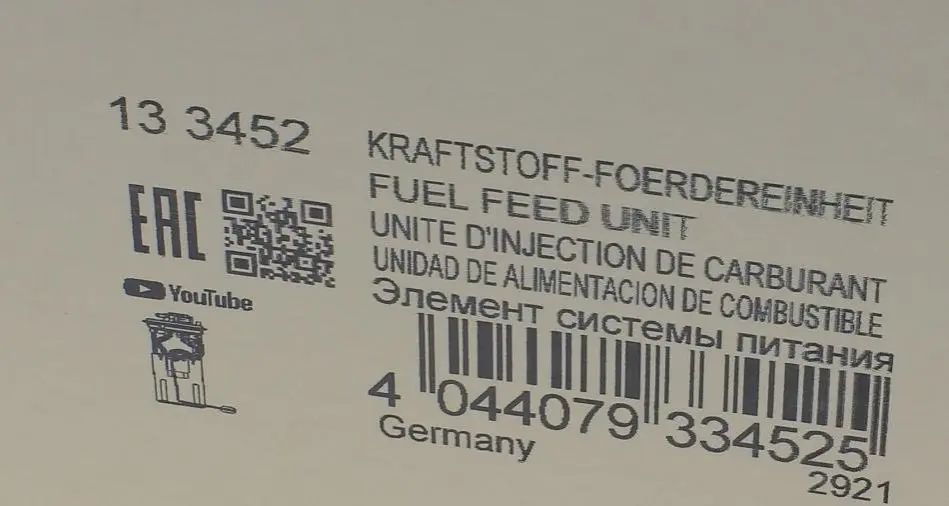 13 3452
KRAFTSTOFF-FOERDEREINHEIT
FUEL FEED UNIT
UNITE D'INJECTION DE CARBURANT
UNIDAD DE ALIMENTACION DE COMBUSTIBLE
Элемент системы питания
EAC
YouTube
4 044079 334525
Germany
2921